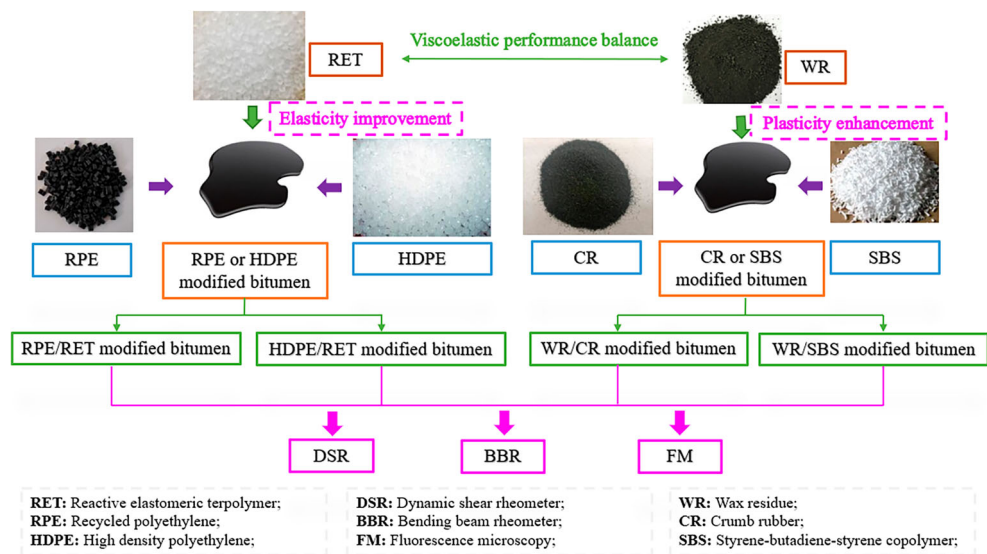 Viscoelastic performance balance
RET
WR
Elasticity improvement
Plasticity enhancement
RPE
RPE or HDPE
modified bitumen
HDPE
CR
CR or SBS
modified bitumen
SBS
RPE/RET modified bitumen
HDPE/RET modified bitumen
WR/CR modified bitumen
WR/SBS modified bitumen
DSR
BBR
FM
RET: Reactive elastomeric terpolymer;
RPE: Recycled polyethylene;
HDPE: High density polyethylene;
DSR: Dynamic shear rheometer;
BBR: Bending beam rheometer;
FM: Fluorescence microscopy;
WR: Wax residue;
CR: Crumb rubber;
SBS: Styrene-butadiene-styrene copolymer;